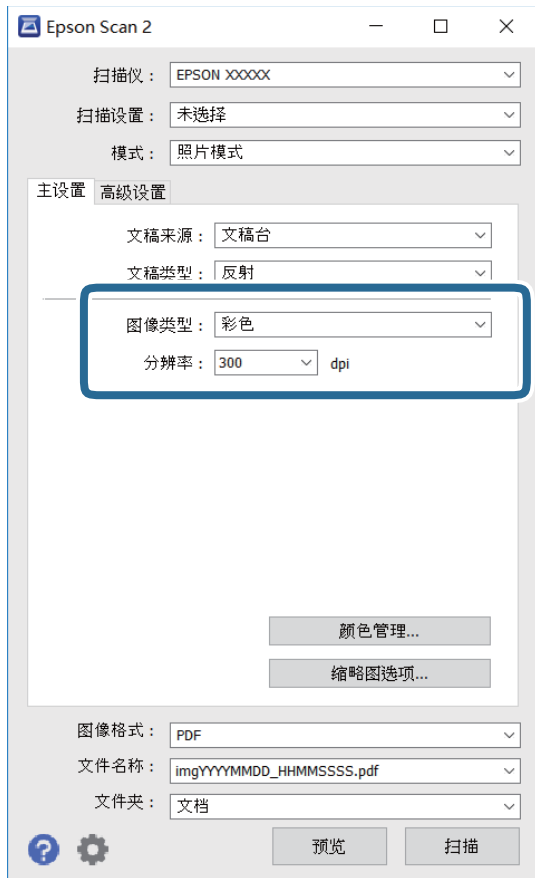 Epson Scan 2
扫描仪： EPSON XXXXX
扫描设置： 未选择
模式： 照片模式
主设置 高级设置
文稿来源： 文稿台
文稿类型： 反射
图像类型： 彩色
分辨率： 300 dpi
颜色管理...
缩略图选项...
图像格式： PDF
文件名称： imgYYYYMMDD_HHMMSSSS.pdf
文件夹： 文档
? 预览 扫描